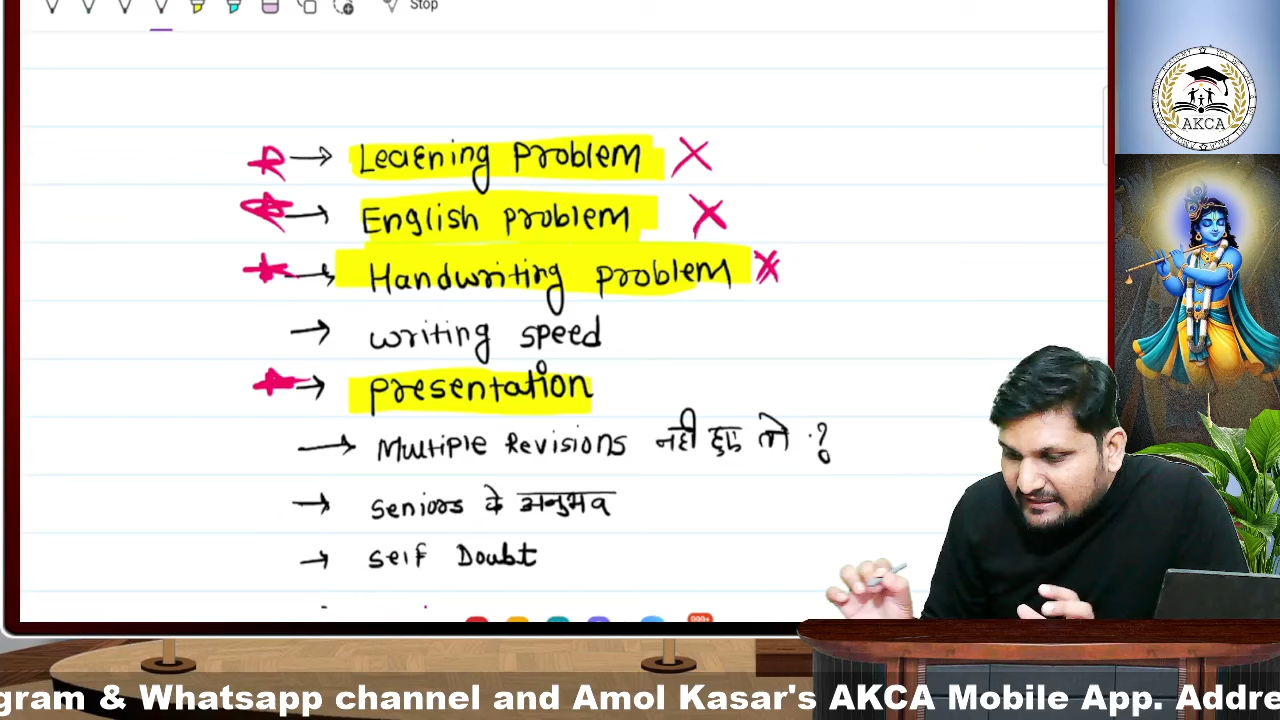 Stop
Learning problem
English problem
Handwriting problem
writing speed
presentation
Multiple Revisions नही हुए तो ?
seniors के अनुभव
self Doubt
999+
AKCA
gram & Whatsapp channel and Amol Kasar's AKCA Mobile App. Addre